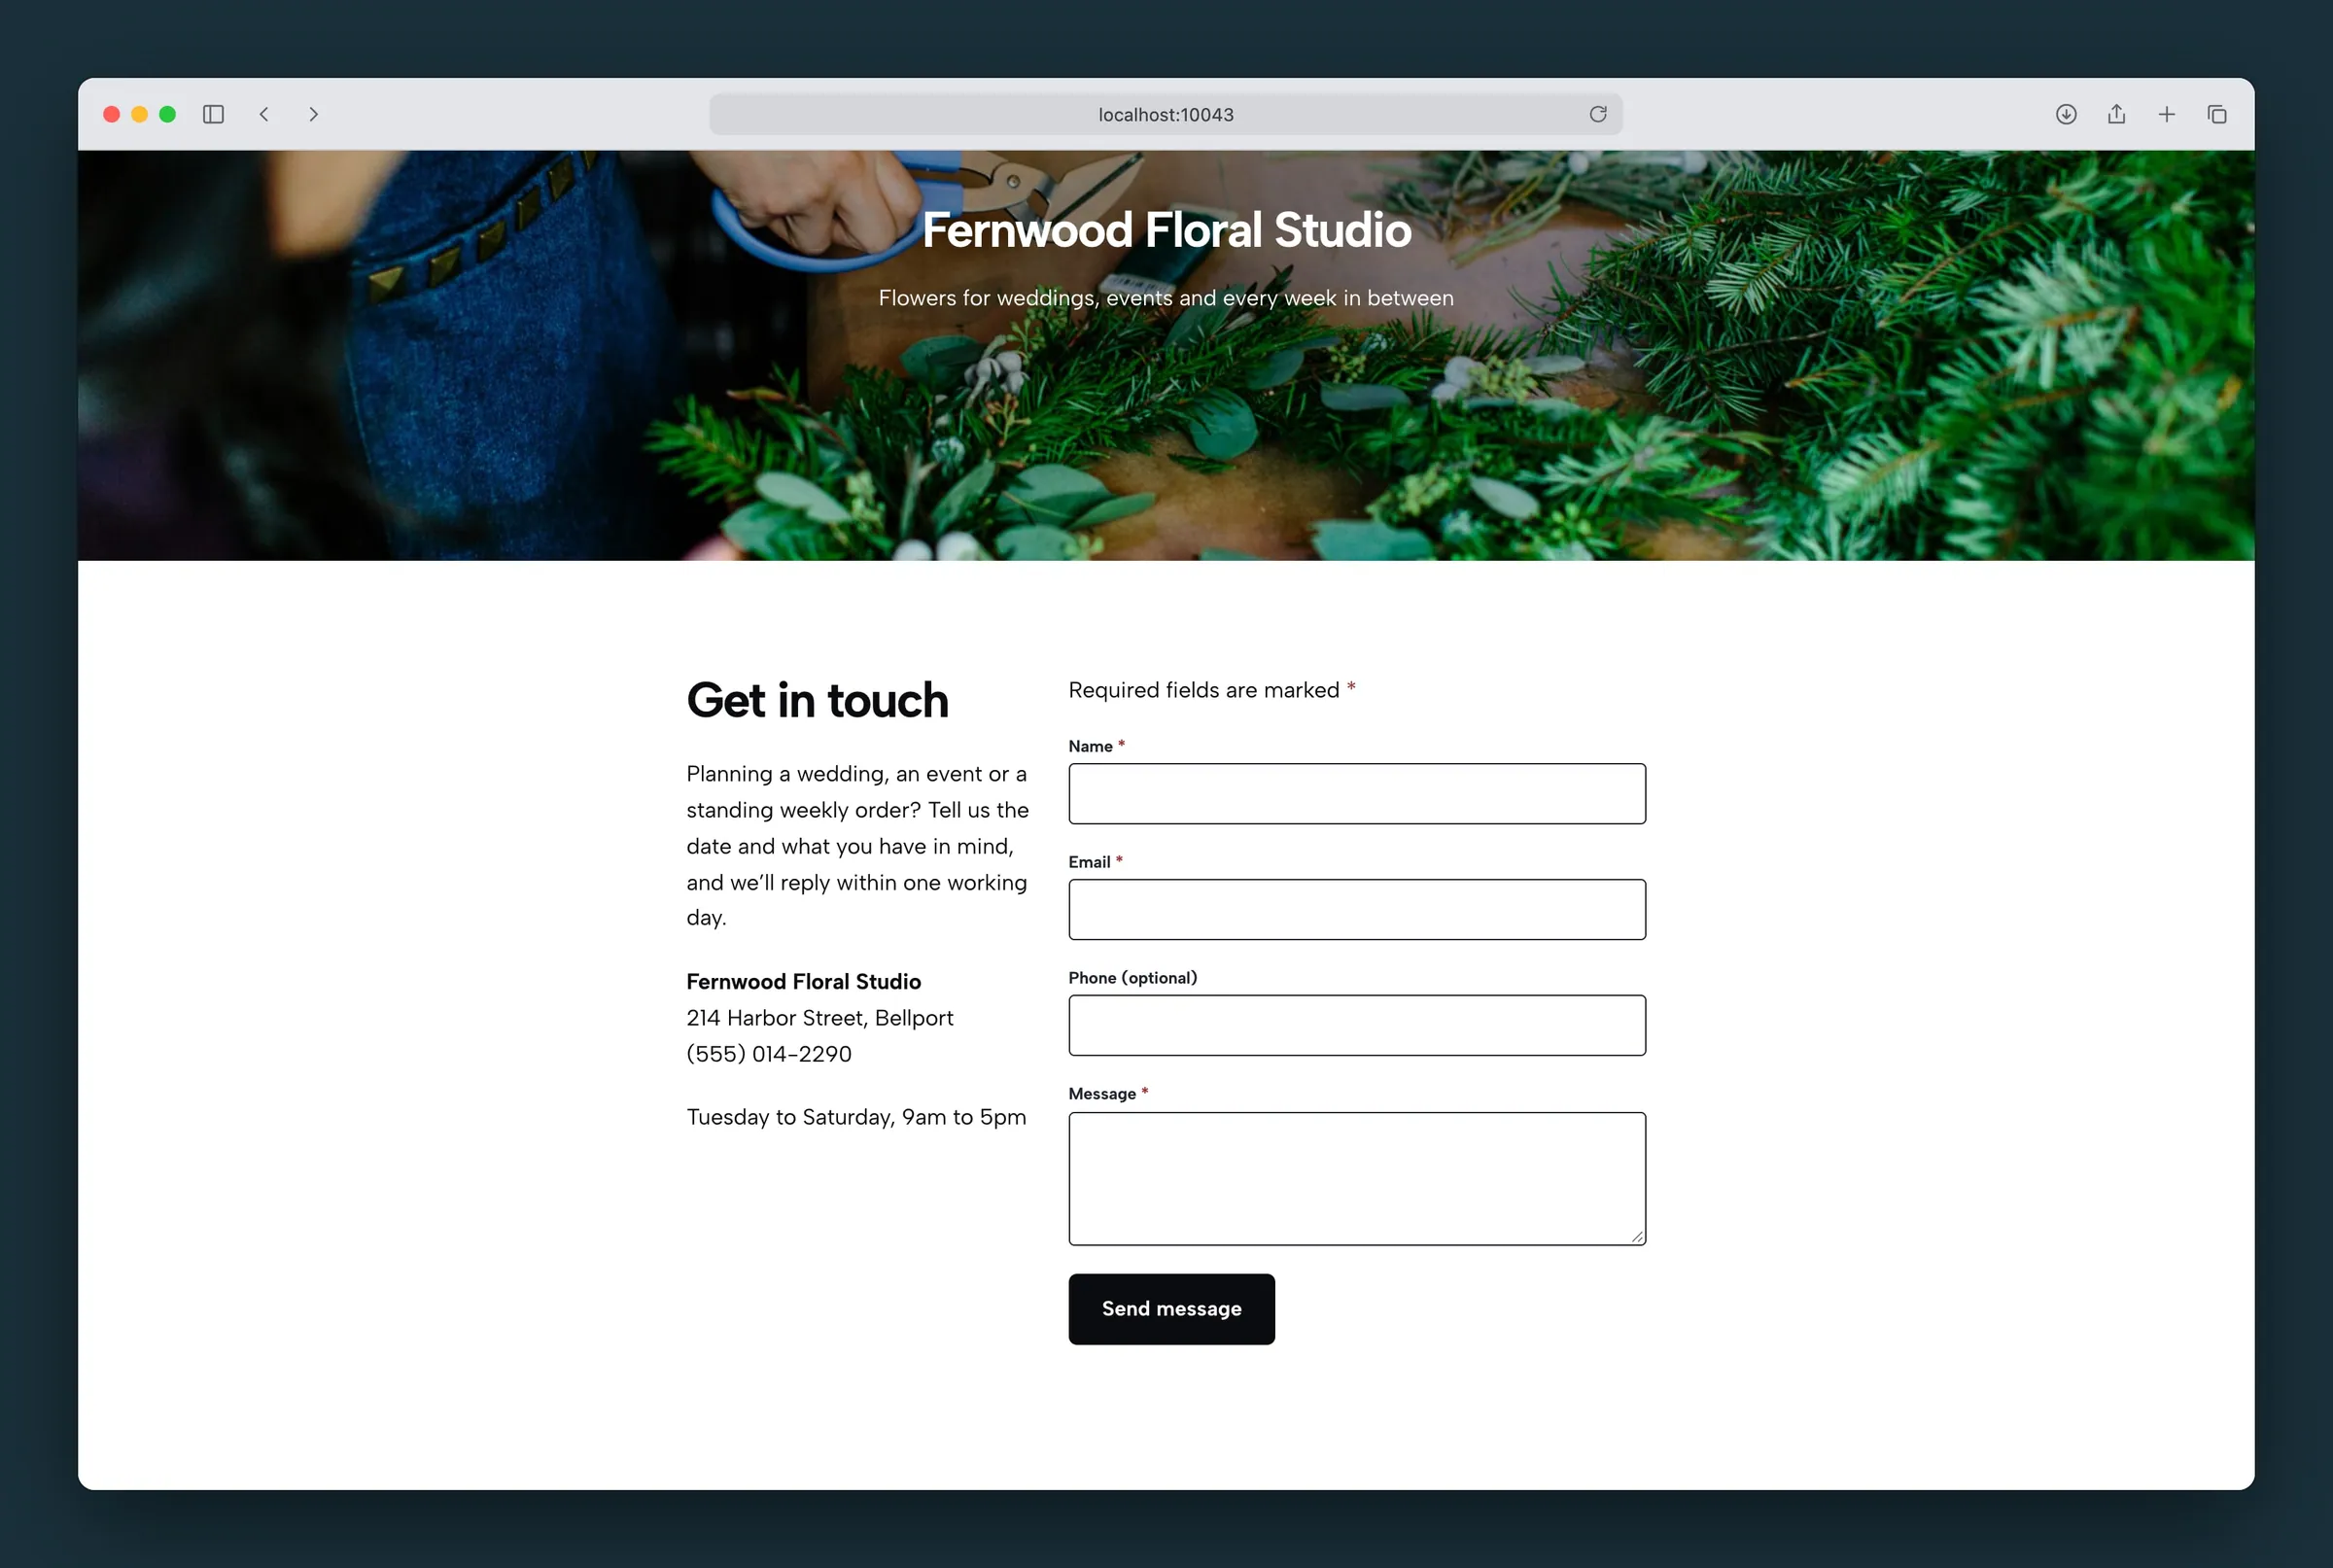 localhost:10043
Fernwood Floral Studio
Flowers for weddings, events and every week in between
Get in touch
Planning a wedding, an event or a
standing weekly order? Tell us the
date and what you have in mind,
and we’ll reply within one working
day.
Fernwood Floral Studio
214 Harbor Street, Bellport
(555) 014-2290
Tuesday to Saturday, 9am to 5pm
Required fields are marked *
Name *
Email *
Phone (optional)
Message *
Send message